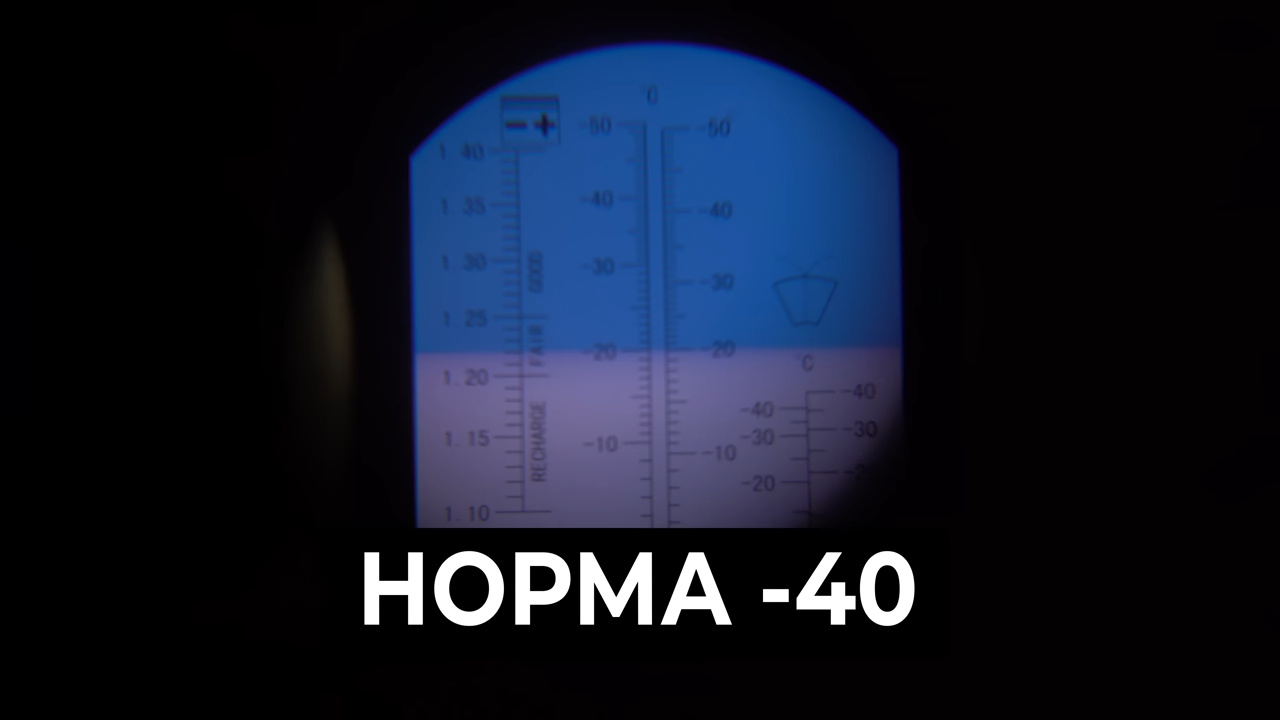 °C
- +
-50 -50
1.40
-40 -40
1.35
-30 -30
1.30 GOOD
1.25 FAIR
-20 -20
1.20
°C
-40 -40
-30 -30
1.15 RECHARGE
-10 -10
-20
1.10
НОРМА -40